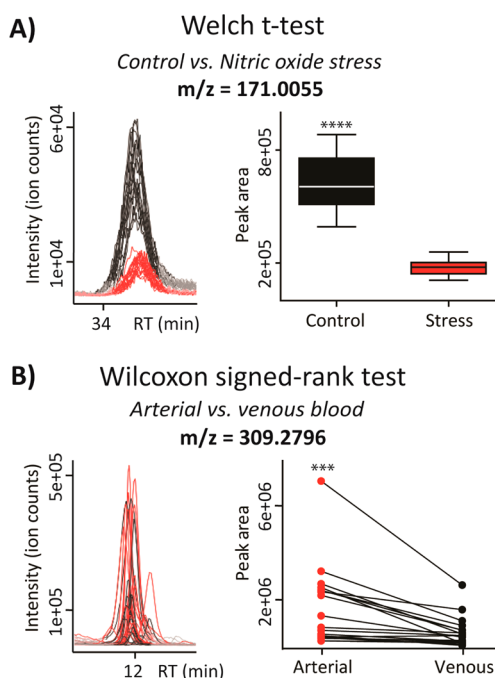 A)
Welch t-test
Control vs. Nitric oxide stress
m/z = 171.0055
Intensity (ion counts)
6e+04
1e+04
34
RT (min)
Peak area
8e+05
2e+05
****
Control
Stress
B)
Wilcoxon signed-rank test
Arterial vs. venous blood
m/z = 309.2796
Intensity (ion counts)
5e+05
1e+05
12
RT (min)
Peak area
6e+06
2e+06
***
Arterial
Venous